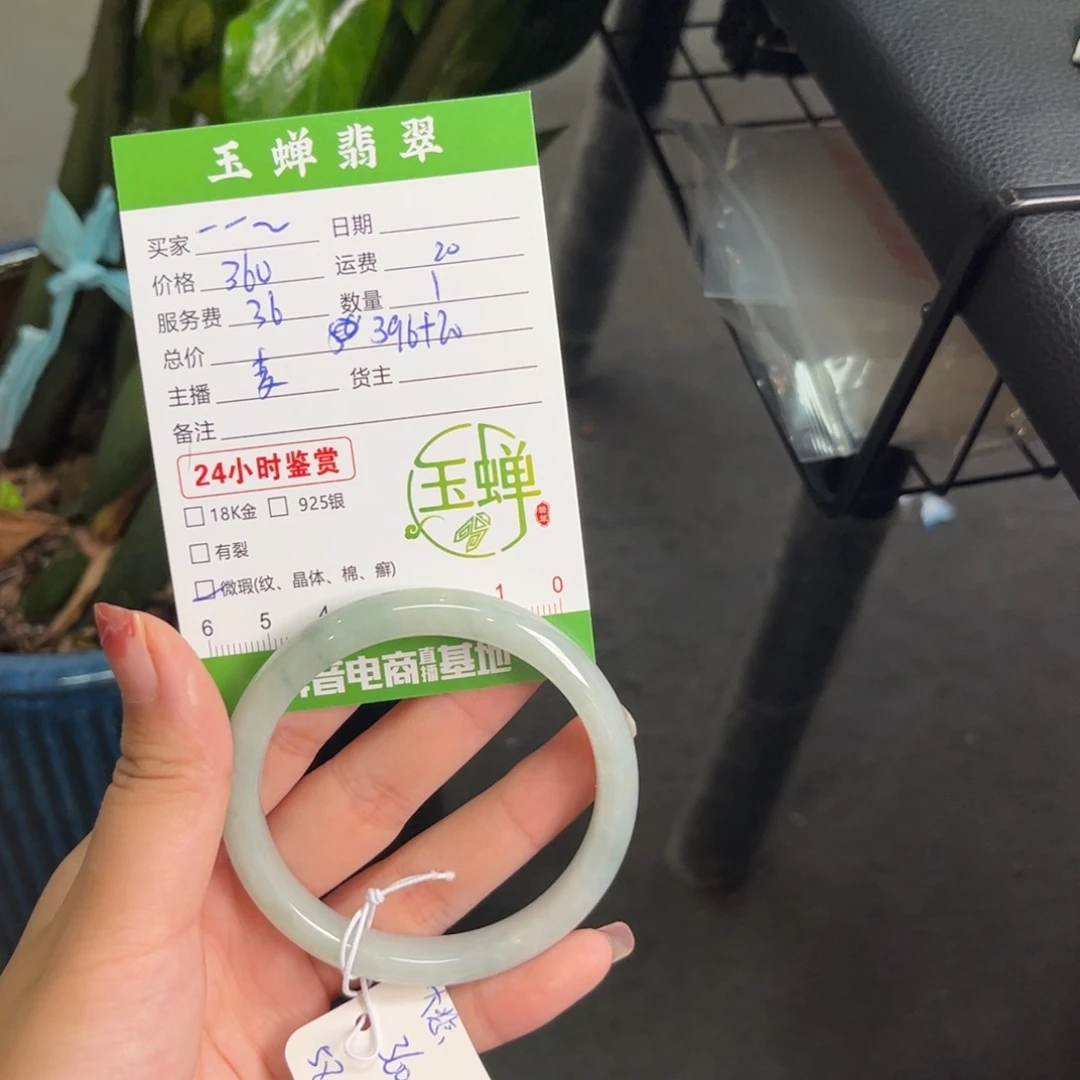 玉蝉翡翠
买家 日期
价格 360 运费 20
服务费 36 数量 1
总价 396+20
主播 麦 货主
备注
24小时鉴赏
玉蝉
翡翠
18K金 925银
有裂
微瑕(纹、晶体、棉、癣)
6 5 4 1 0
音电商直播基地
360